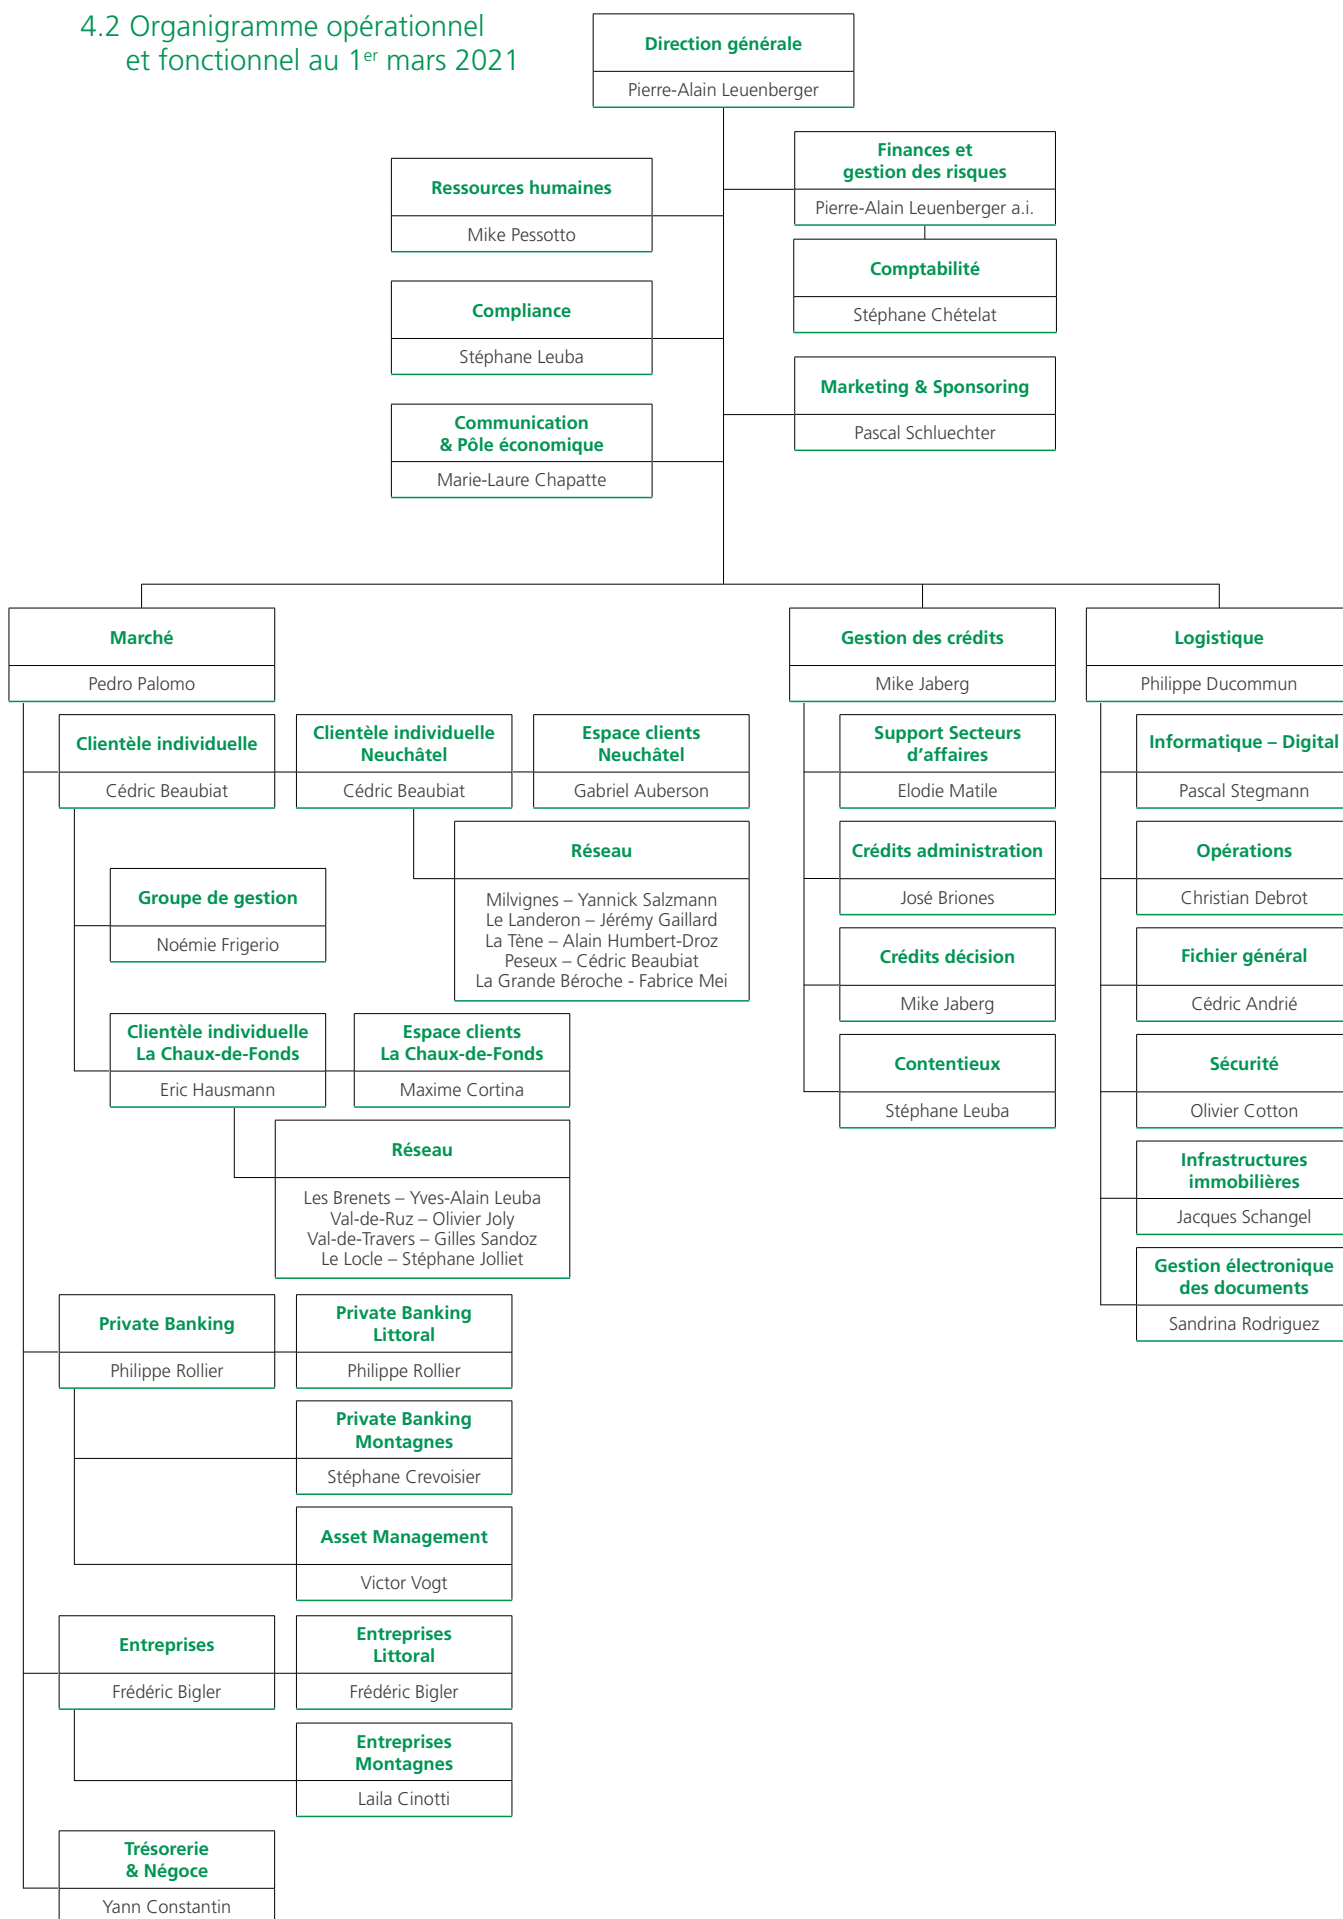 4.2 Organigramme opérationnel
et fonctionnel au 1er mars 2021
Direction générale
Pierre-Alain Leuenberger
Finances et
gestion des risques
Pierre-Alain Leuenberger a.i.
Ressources humaines
Mike Pessotto
Comptabilité
Stéphane Chételat
Compliance
Stéphane Leuba
Marketing & Sponsoring
Pascal Schluechter
Communication
& Pôle économique
Marie-Laure Chapatte
Marché
Pedro Palomo
Clientèle individuelle
Cédric Beaubiat
Clientèle individuelle
Neuchâtel
Cédric Beaubiat
Espace clients
Neuchâtel
Gabriel Auberson
Réseau
Milvignes – Yannick Salzmann
Le Landeron – Jérémy Gaillard
La Tène – Alain Humbert-Droz
Peseux – Cédric Beaubiat
La Grande Béroche - Fabrice Mei
Groupe de gestion
Noémie Frigerio
Clientèle individuelle
La Chaux-de-Fonds
Eric Hausmann
Espace clients
La Chaux-de-Fonds
Maxime Cortina
Réseau
Les Brenets – Yves-Alain Leuba
Val-de-Ruz – Olivier Joly
Val-de-Travers – Gilles Sandoz
Le Locle – Stéphane Jolliet
Private Banking
Philippe Rollier
Private Banking
Littoral
Philippe Rollier
Private Banking
Montagnes
Stéphane Crevoisier
Asset Management
Victor Vogt
Entreprises
Frédéric Bigler
Entreprises
Littoral
Frédéric Bigler
Entreprises
Montagnes
Laila Cinotti
Trésorerie
& Négoce
Yann Constantin
Gestion des crédits
Mike Jaberg
Support Secteurs
d’affaires
Elodie Matile
Crédits administration
José Briones
Crédits décision
Mike Jaberg
Contentieux
Stéphane Leuba
Logistique
Philippe Ducommun
Informatique – Digital
Pascal Stegmann
Opérations
Christian Debrot
Fichier général
Cédric Andrié
Sécurité
Olivier Cotton
Infrastructures
immobilières
Jacques Schangel
Gestion électronique
des documents
Sandrina Rodriguez